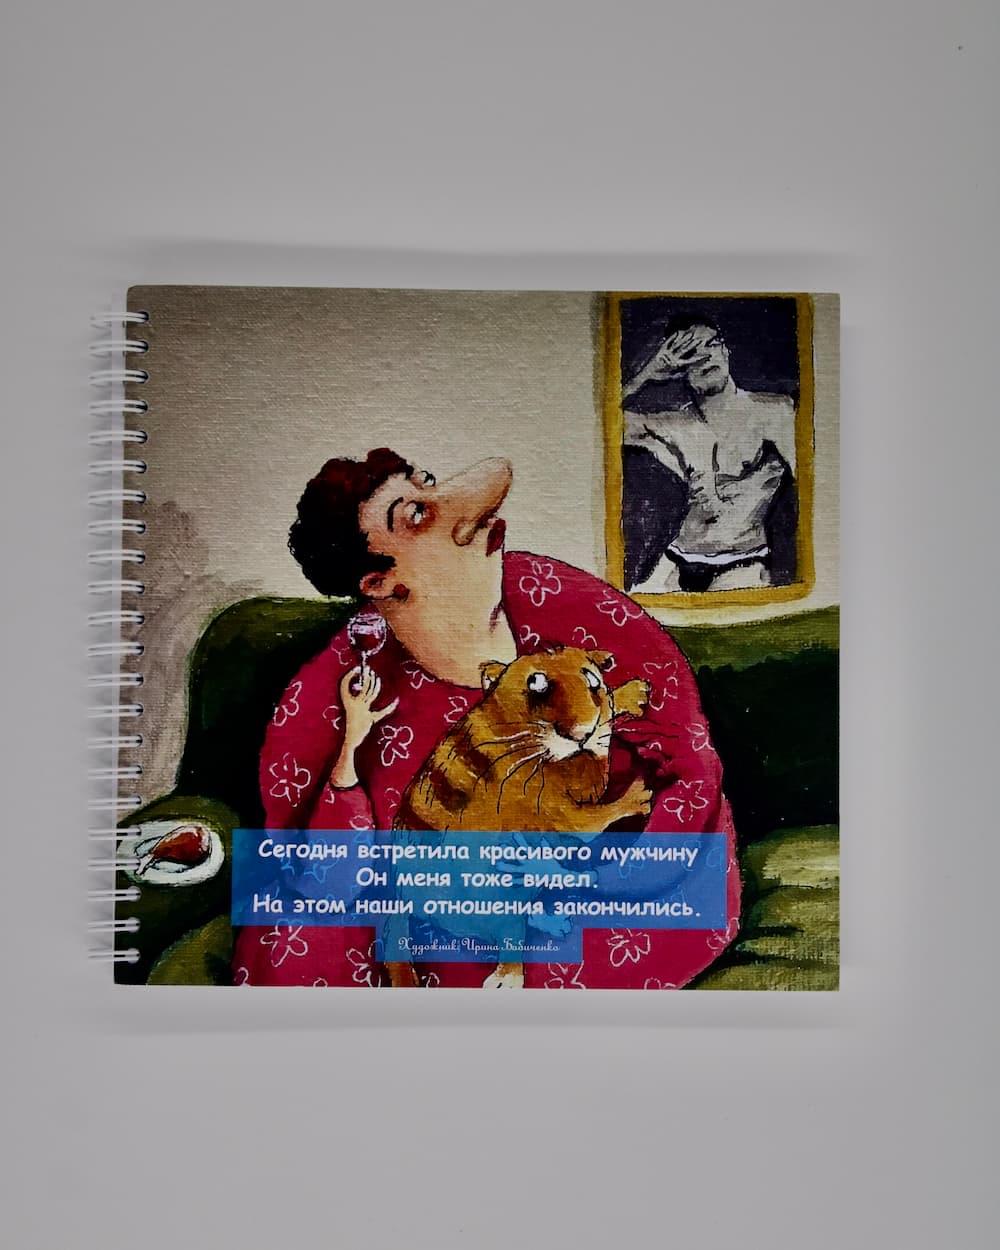 Сегодня встретила красивого мужчину
Он меня тоже видел.
На этом наши отношения закончились.
Художник: Ирина Бабиченко